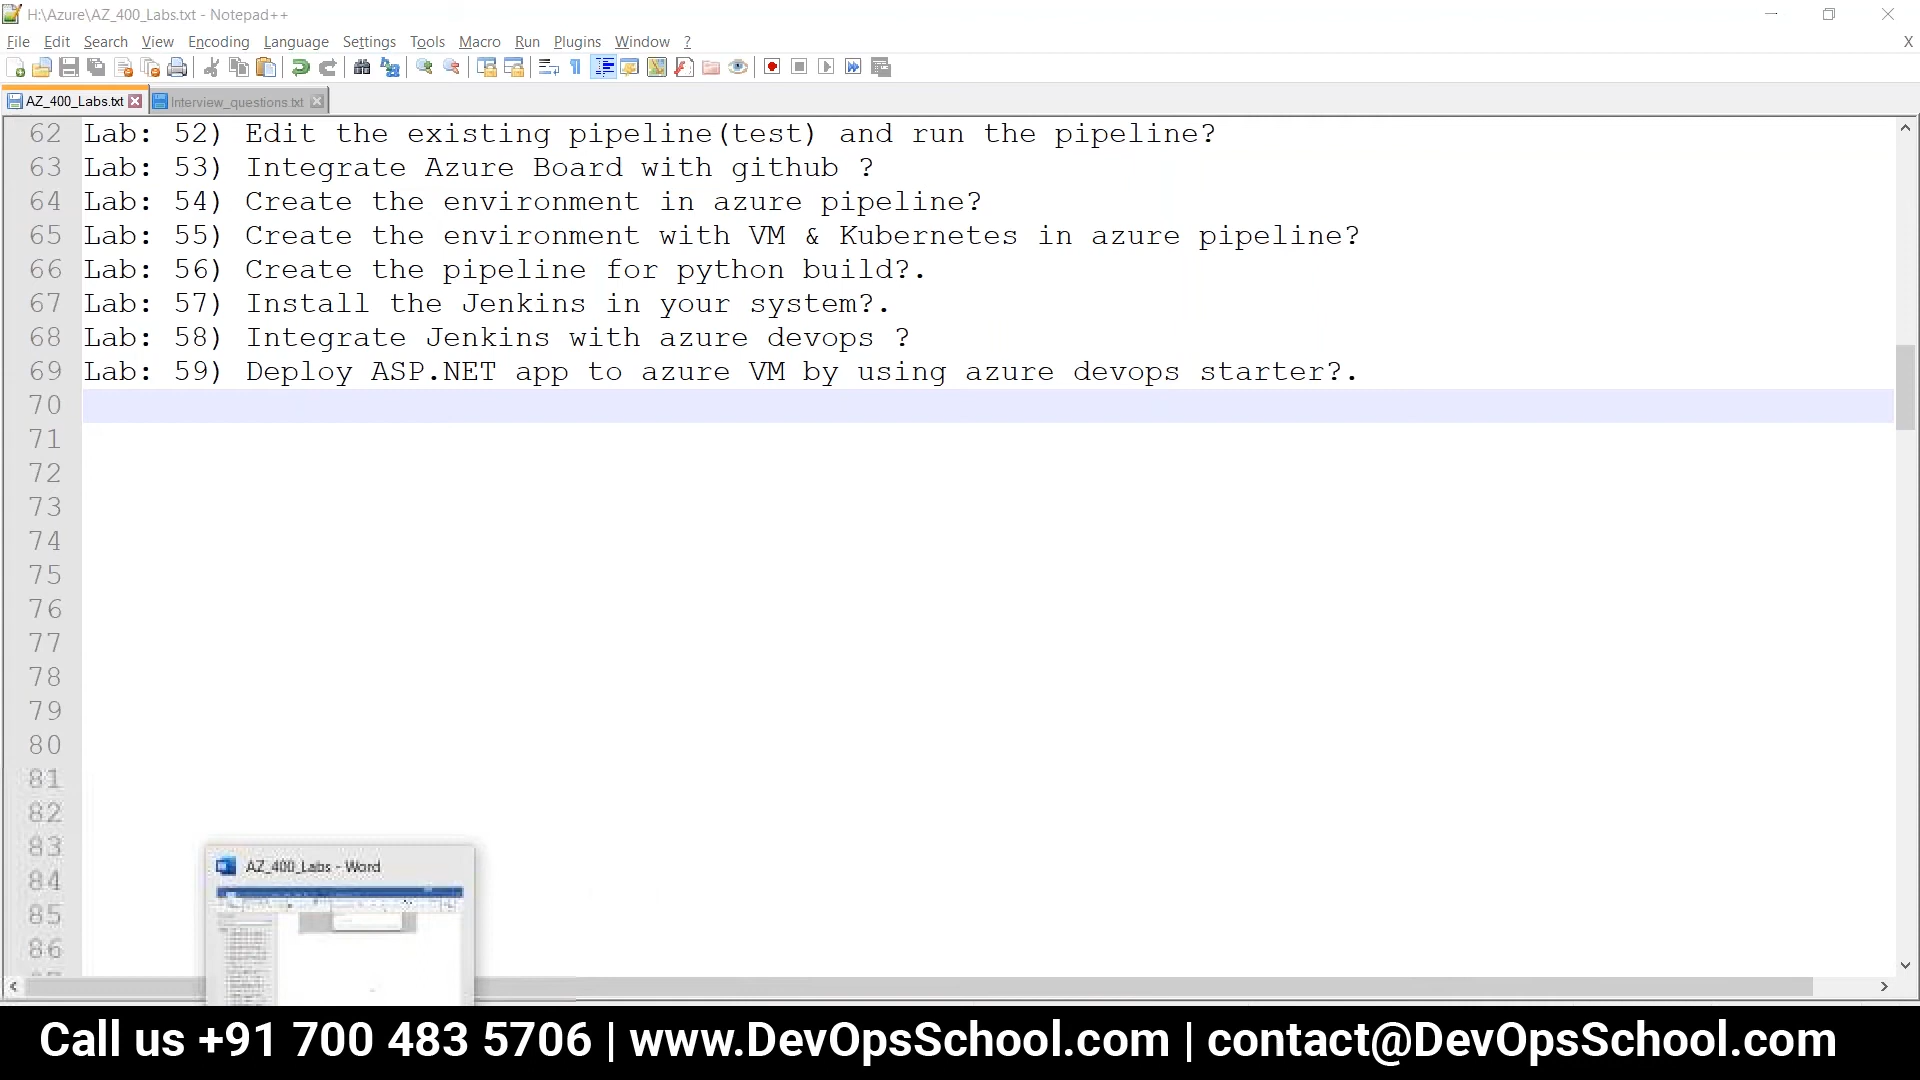 H:\Azure\AZ_400_Labs.txt - Notepad++
File Edit Search View Encoding Language Settings Tools Macro Run Plugins Window ? X
AZ_400_Labs.txt Interview_questions.txt
62 Lab: 52) Edit the existing pipeline(test) and run the pipeline?
63 Lab: 53) Integrate Azure Board with github ?
64 Lab: 54) Create the environment in azure pipeline?
65 Lab: 55) Create the environment with VM & Kubernetes in azure pipeline?
66 Lab: 56) Create the pipeline for python build?.
67 Lab: 57) Install the Jenkins in your system?.
68 Lab: 58) Integrate Jenkins with azure devops ?
69 Lab: 59) Deploy ASP.NET app to azure VM by using azure devops starter?.
70
71
72
73
74
75
76
77
78
79
80
81
82
83
84
85
86
AZ_400_Labs - Word
Call us +91 700 483 5706 | www.DevOpsSchool.com | contact@DevOpsSchool.com